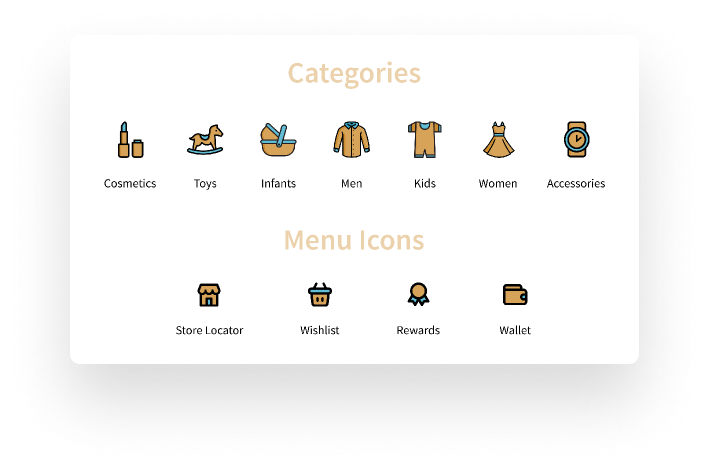 Categories
Cosmetics Toys Infants Men Kids Women Accessories
Menu Icons
Store Locator Wishlist Rewards Wallet